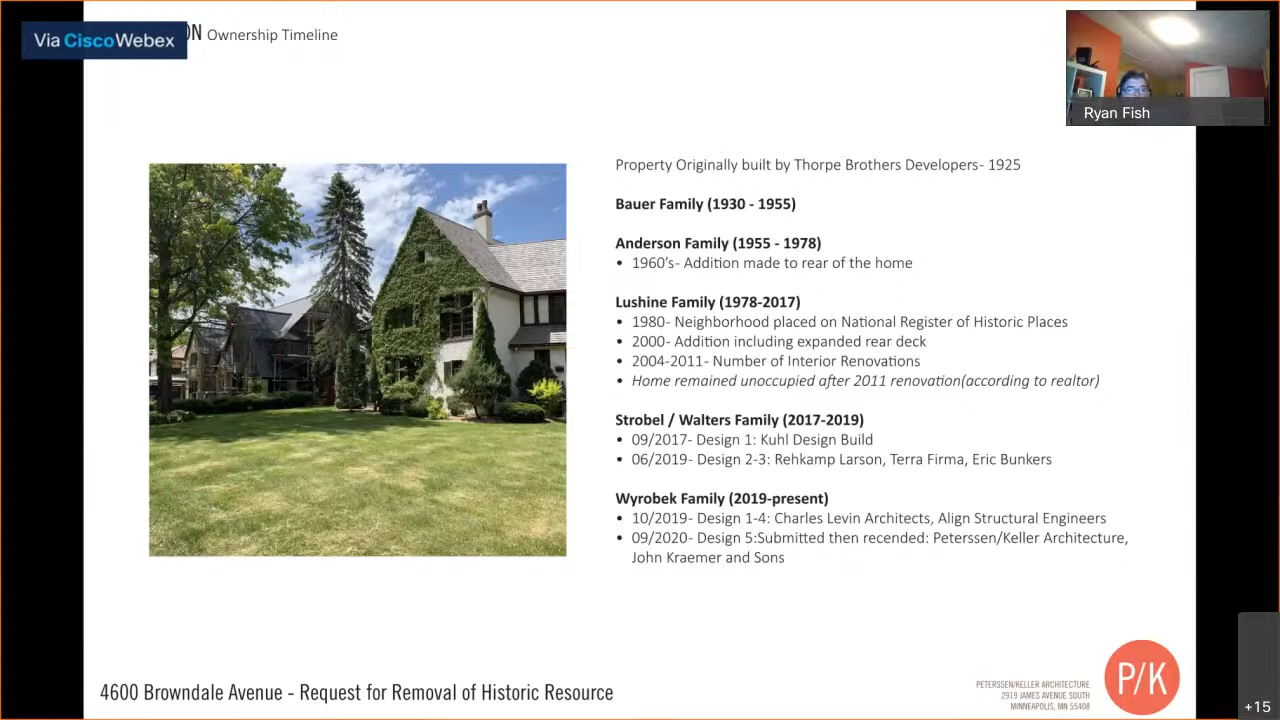 Via CiscoWebex
ON Ownership Timeline
Ryan Fish
Property Originally built by Thorpe Brothers Developers- 1925
Bauer Family (1930 - 1955)
Anderson Family (1955 - 1978)
• 1960's- Addition made to rear of the home
Lushine Family (1978-2017)
• 1980- Neighborhood placed on National Register of Historic Places
• 2000- Addition including expanded rear deck
• 2004-2011- Number of Interior Renovations
• Home remained unoccupied after 2011 renovation(according to realtor)
Strobel / Walters Family (2017-2019)
• 09/2017- Design 1: Kuhl Design Build
• 06/2019- Design 2-3: Rehkamp Larson, Terra Firma, Eric Bunkers
Wyrobek Family (2019-present)
• 10/2019- Design 1-4: Charles Levin Architects, Align Structural Engineers
• 09/2020- Design 5:Submitted then recended: Peterssen/Keller Architecture,
John Kraemer and Sons
4600 Browndale Avenue - Request for Removal of Historic Resource
PETERSSEN/KELLER ARCHITECTURE
2919 JAMES AVENUE SOUTH
MINNEAPOLIS, MN 55408
P/K
+15